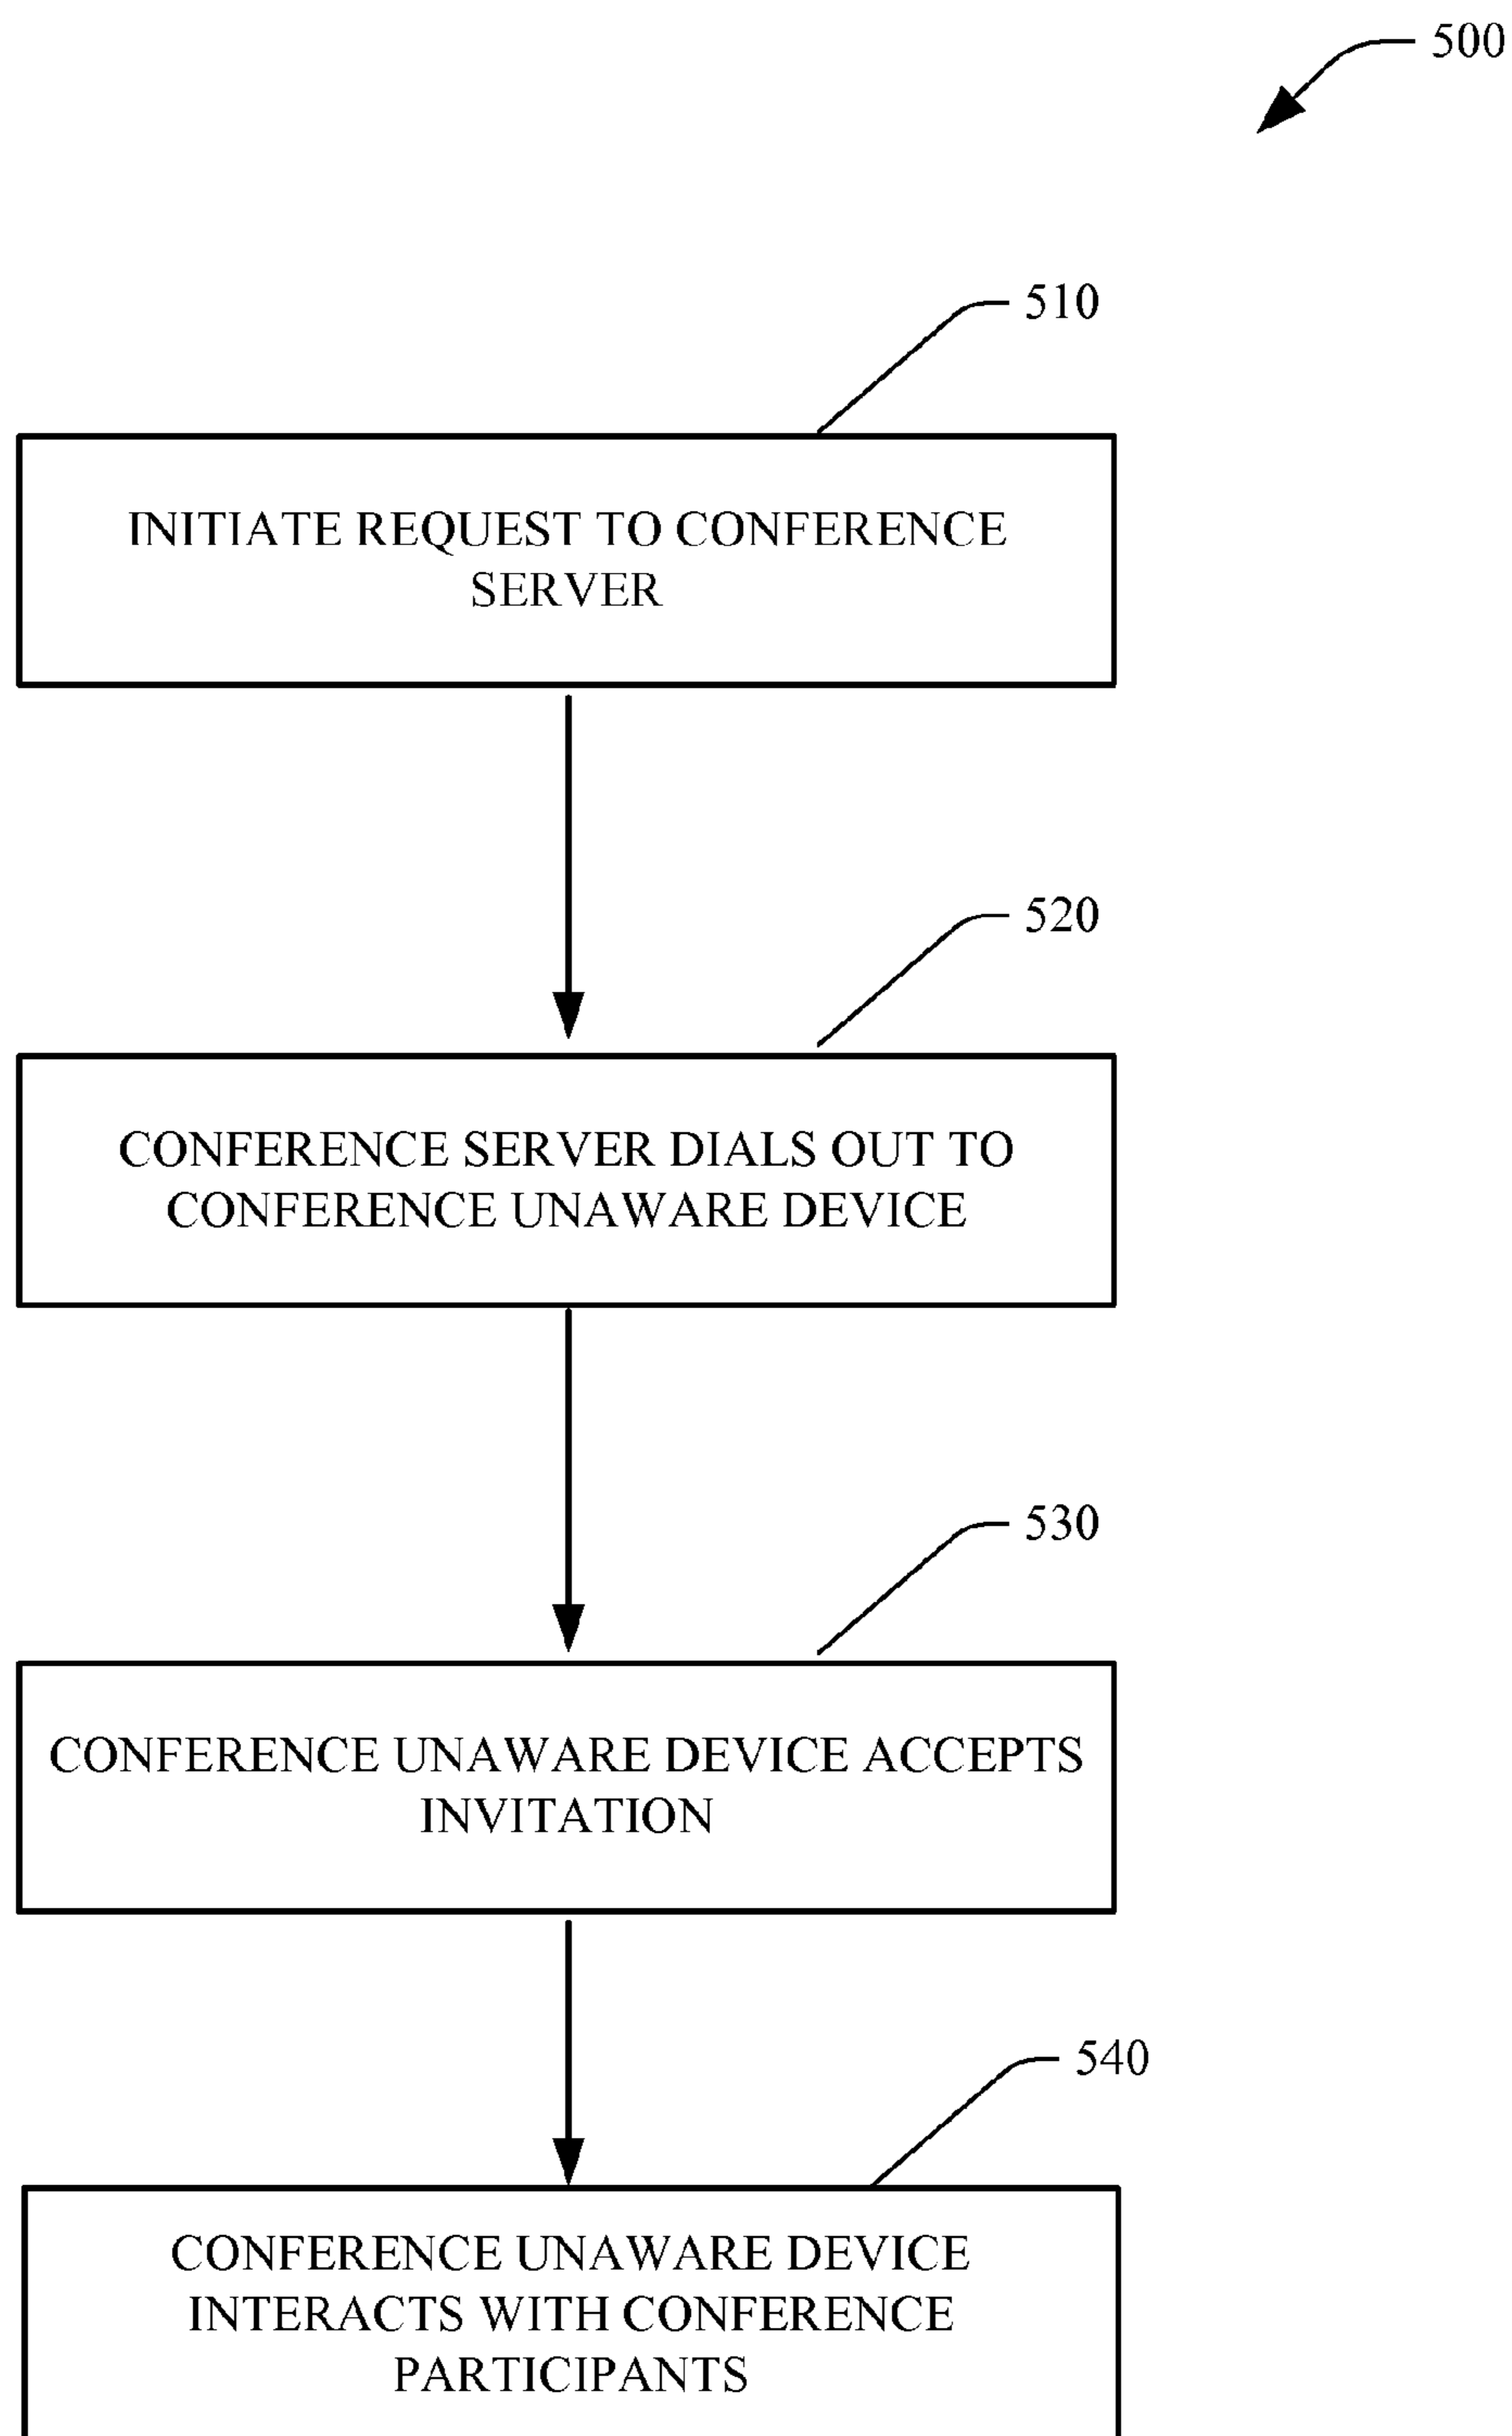 500
510
INITIATE REQUEST TO CONFERENCE
SERVER
520
CONFERENCE SERVER DIALS OUT TO
CONFERENCE UNAWARE DEVICE
530
CONFERENCE UNAWARE DEVICE ACCEPTS
INVITATION
540
CONFERENCE UNAWARE DEVICE
INTERACTS WITH CONFERENCE
PARTICIPANTS